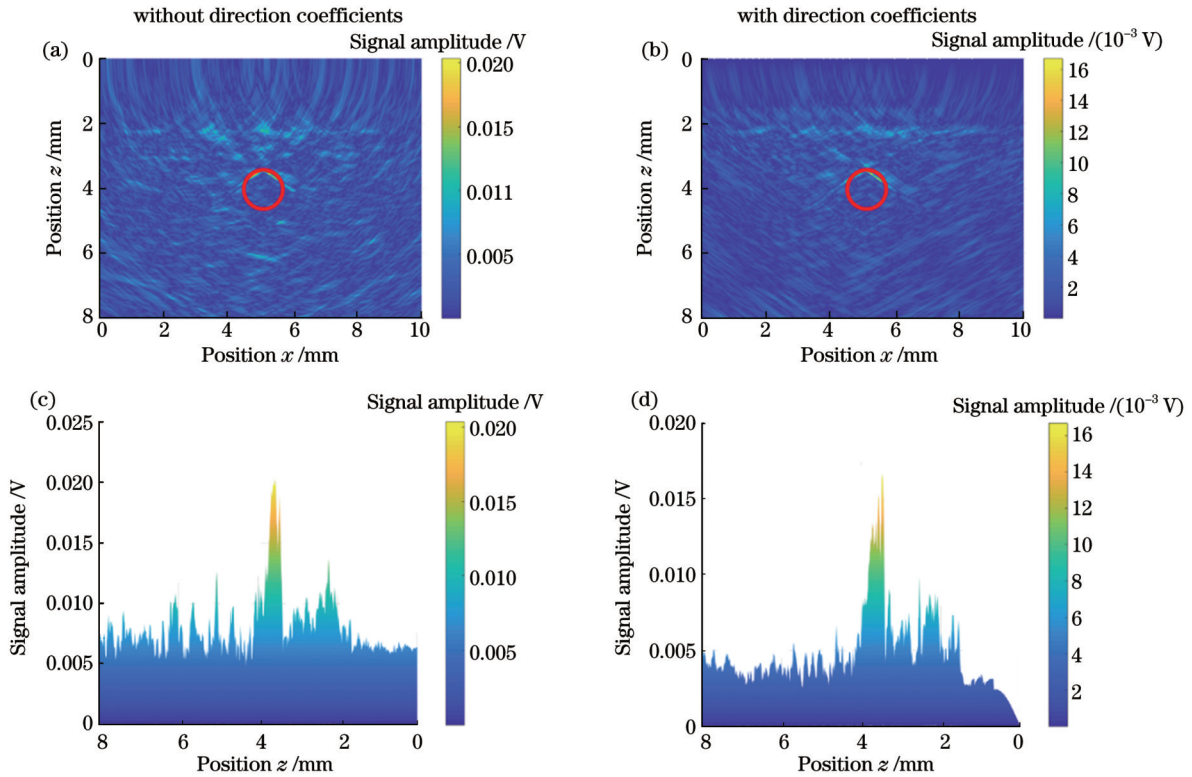 without direction coefficients
with direction coefficients
(a)
Signal amplitude /V
0
2
4
6
8
Position z /mm
0 2 4 6 8 10
Position x /mm
0.020
0.015
0.011
0.005
(b)
Signal amplitude /(10⁻³ V)
0
2
4
6
8
Position z /mm
0 2 4 6 8 10
Position x /mm
16
14
12
10
8
6
4
2
(c)
Signal amplitude /V
0.025
0.020
0.015
0.010
0.005
0
Signal amplitude /V
8 6 4 2 0
Position z /mm
0.020
0.015
0.010
0.005
(d)
Signal amplitude /(10⁻³ V)
0.020
0.015
0.010
0.005
0
Signal amplitude /V
8 6 4 2 0
Position z /mm
16
14
12
10
8
6
4
2